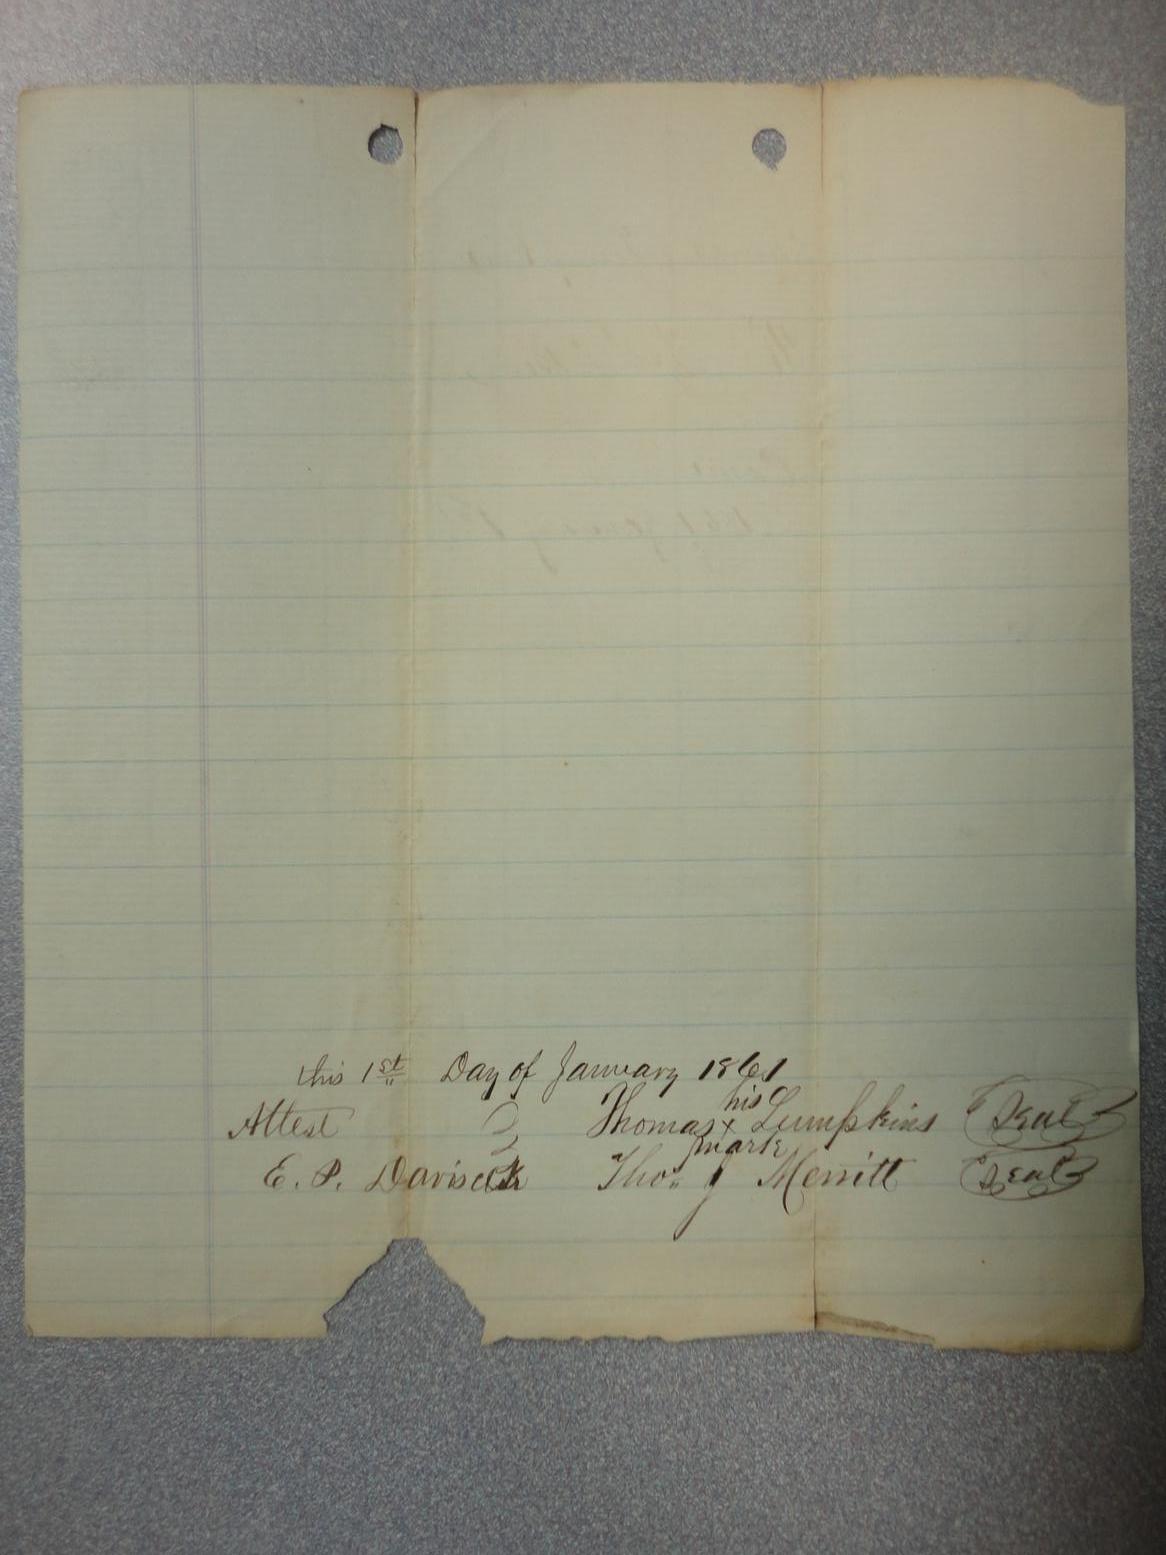 this 1st Day of January 1861
Attest Thomas his x mark Lumpkins Seal
E. P. Davis clk Thos J Merritt Seal